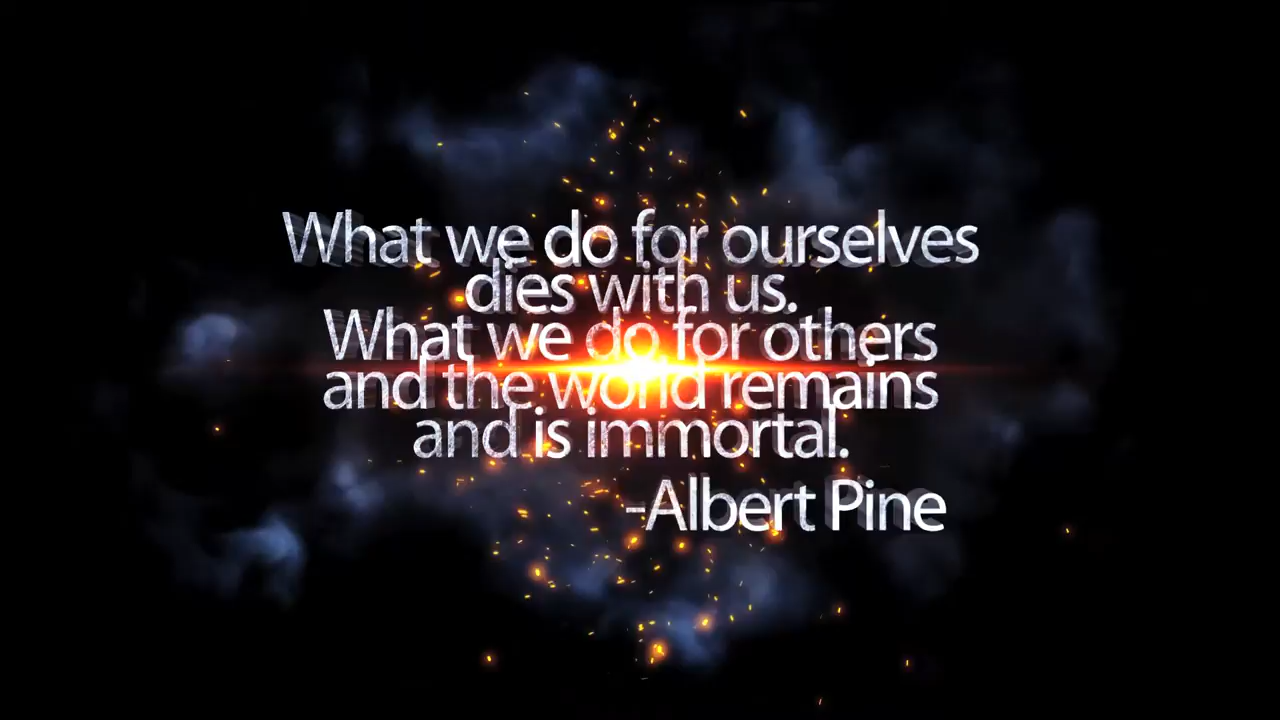 What we do for ourselves
dies with us.
What we do for others
and the world remains
and is immortal.
-Albert Pine